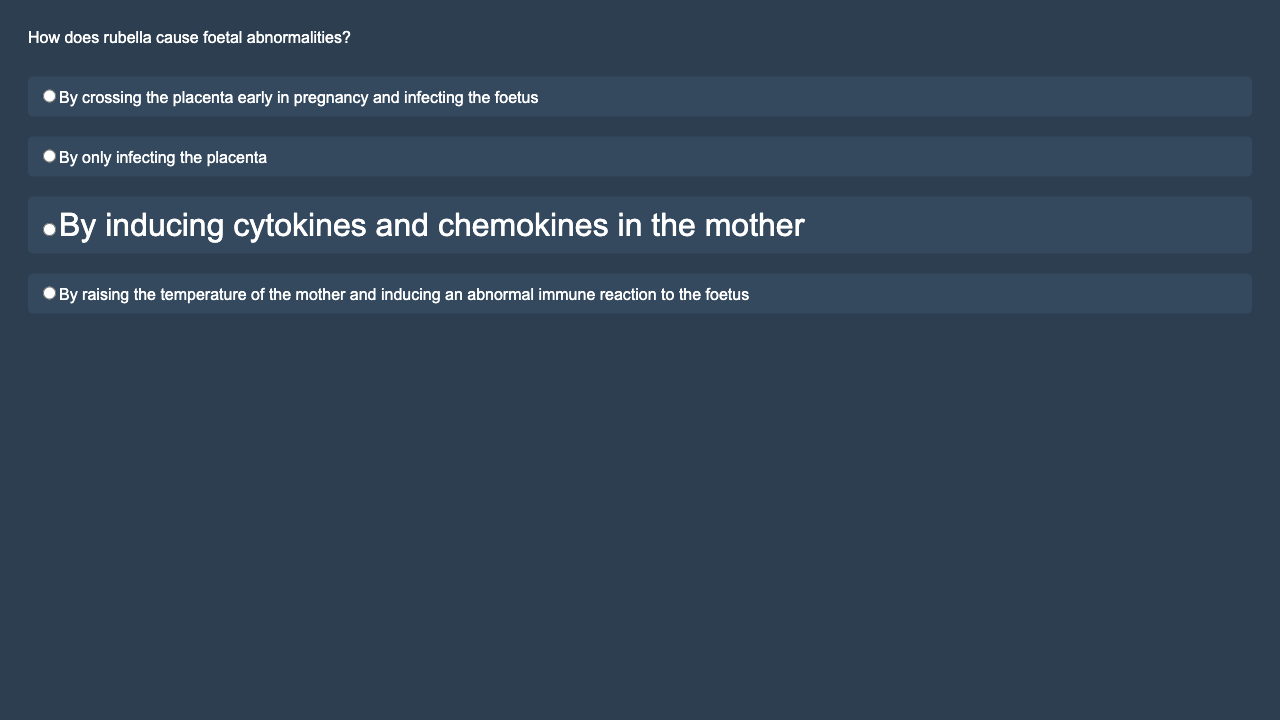 How does rubella cause foetal abnormalities?
By crossing the placenta early in pregnancy and infecting the foetus
By only infecting the placenta
By inducing cytokines and chemokines in the mother
By raising the temperature of the mother and inducing an abnormal immune reaction to the foetus